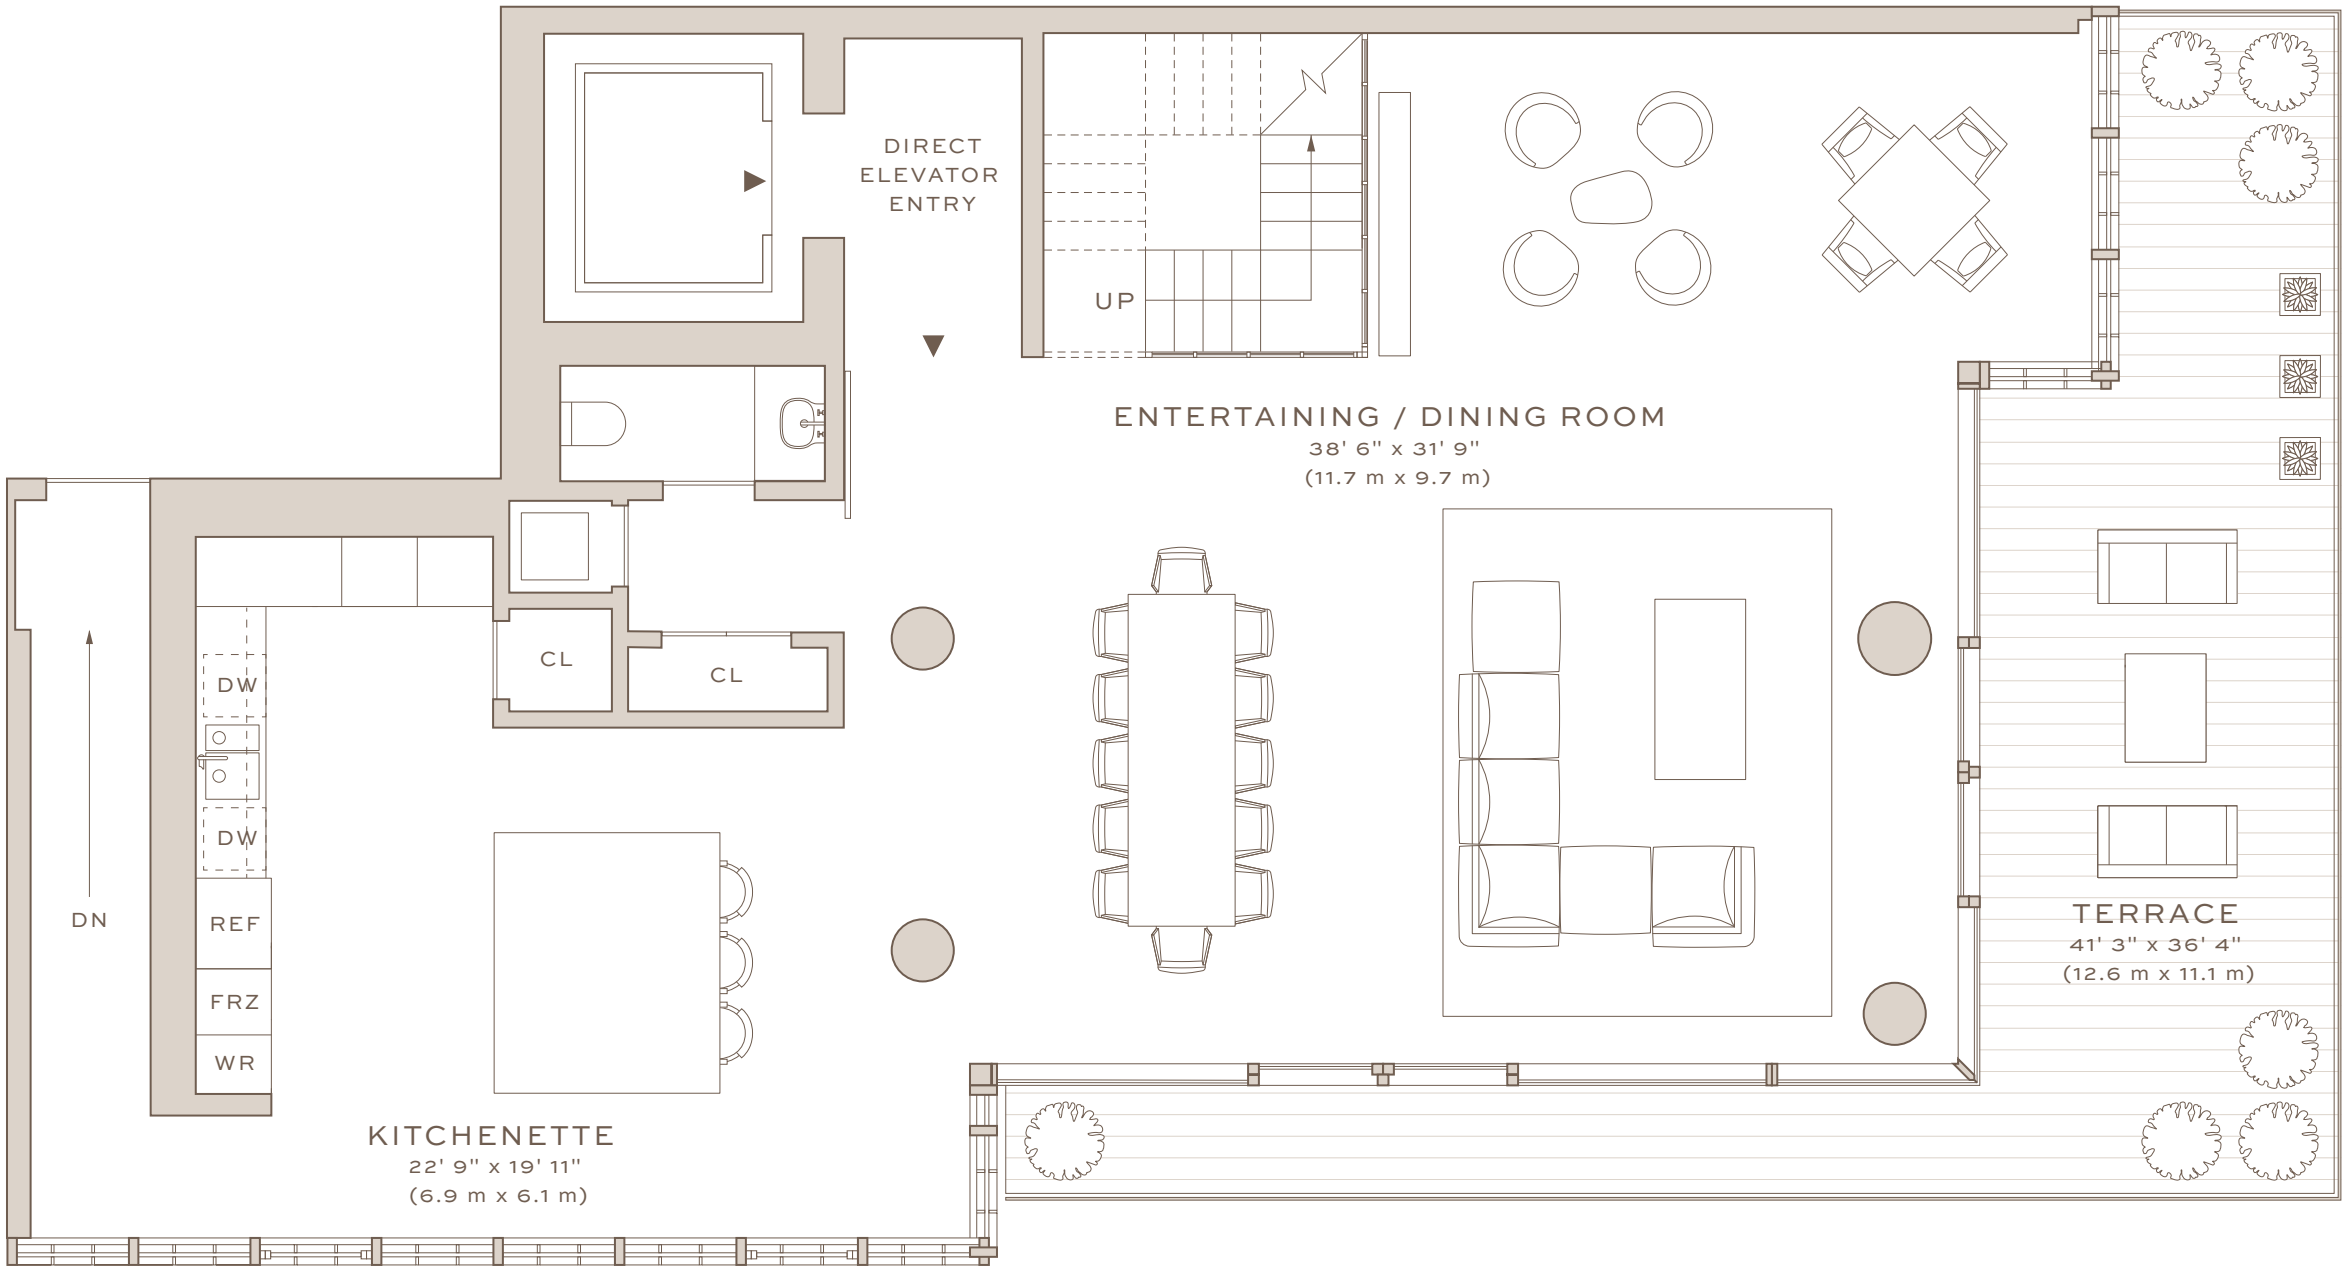 DIRECT
ELEVATOR
ENTRY
UP
ENTERTAINING / DINING ROOM
38' 6" x 31' 9"
(11.7 m x 9.7 m)
CL
CL
DW
DW
REF
FRZ
WR
DN
TERRACE
41' 3" x 36' 4"
(12.6 m x 11.1 m)
KITCHENETTE
22' 9" x 19' 11"
(6.9 m x 6.1 m)